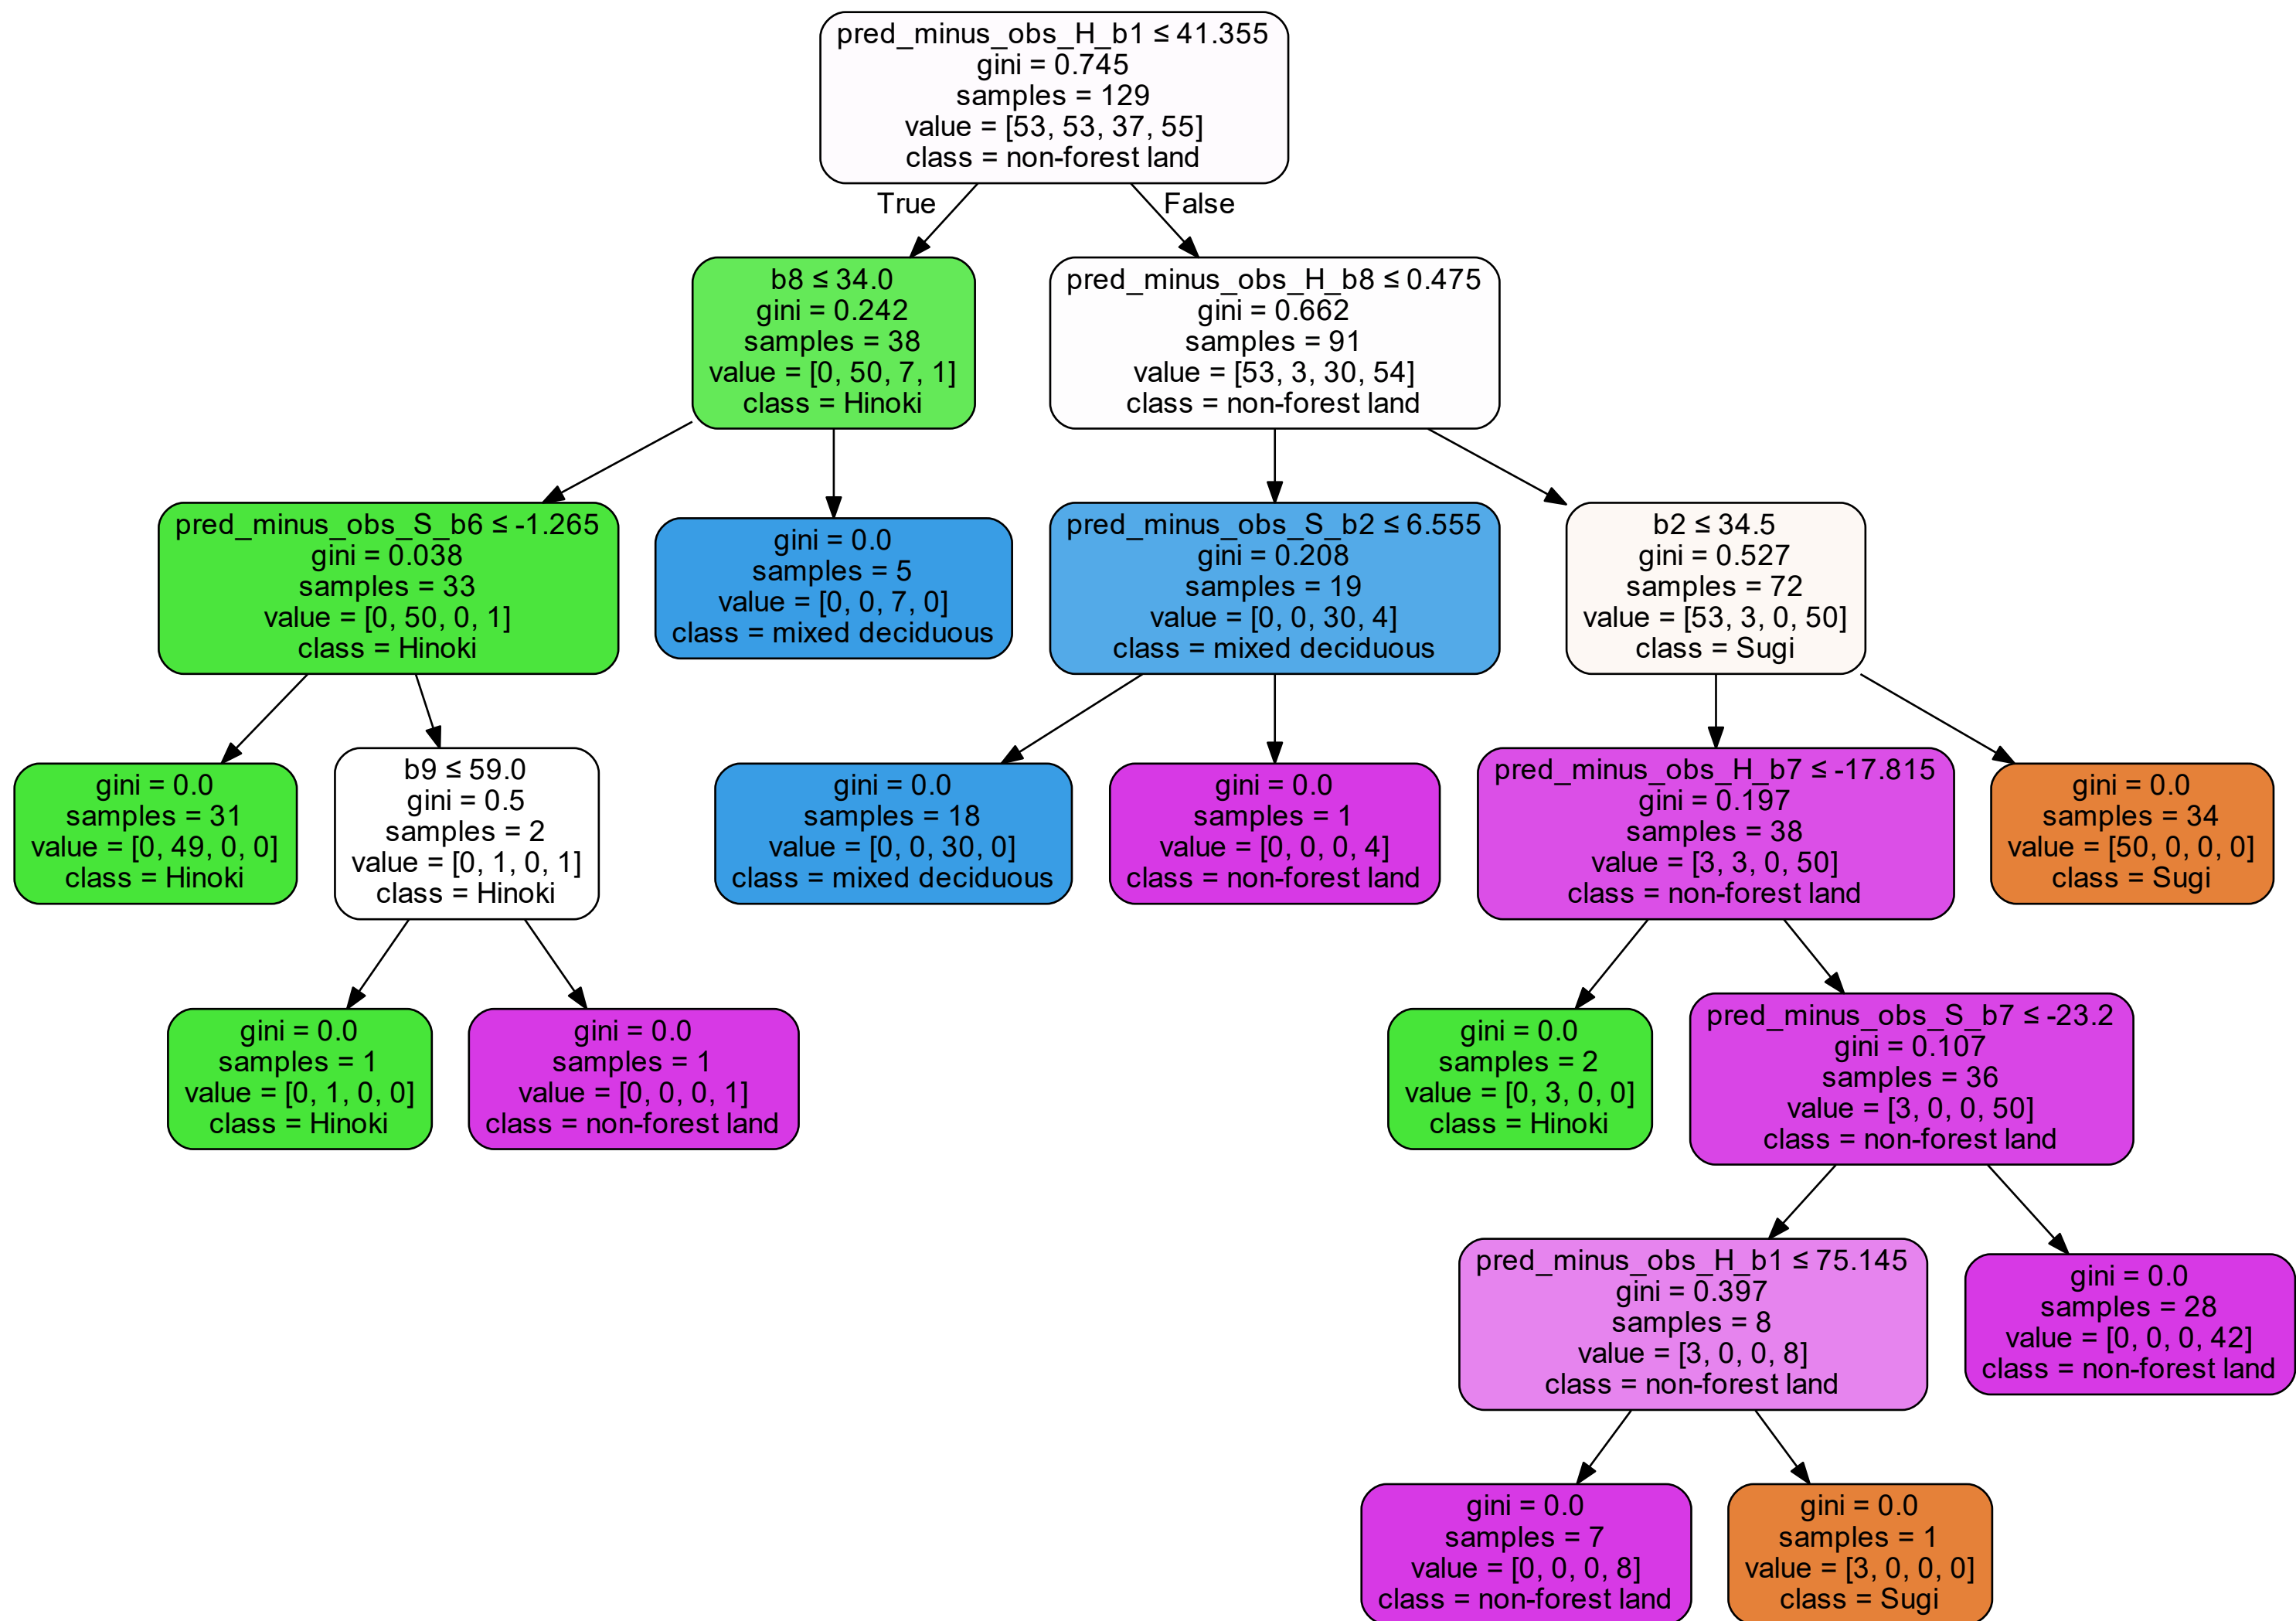 pred_minus_obs_H_b1 ≤ 41.355
gini = 0.745
samples = 129
value = [53, 53, 37, 55]
class = non-forest land
True
False
b8 ≤ 34.0
gini = 0.242
samples = 38
value = [0, 50, 7, 1]
class = Hinoki
pred_minus_obs_H_b8 ≤ 0.475
gini = 0.662
samples = 91
value = [53, 3, 30, 54]
class = non-forest land
pred_minus_obs_S_b6 ≤ -1.265
gini = 0.038
samples = 33
value = [0, 50, 0, 1]
class = Hinoki
gini = 0.0
samples = 5
value = [0, 0, 7, 0]
class = mixed deciduous
pred_minus_obs_S_b2 ≤ 6.555
gini = 0.208
samples = 19
value = [0, 0, 30, 4]
class = mixed deciduous
b2 ≤ 34.5
gini = 0.527
samples = 72
value = [53, 3, 0, 50]
class = Sugi
gini = 0.0
samples = 31
value = [0, 49, 0, 0]
class = Hinoki
b9 ≤ 59.0
gini = 0.5
samples = 2
value = [0, 1, 0, 1]
class = Hinoki
gini = 0.0
samples = 18
value = [0, 0, 30, 0]
class = mixed deciduous
gini = 0.0
samples = 1
value = [0, 0, 0, 4]
class = non-forest land
pred_minus_obs_H_b7 ≤ -17.815
gini = 0.197
samples = 38
value = [3, 3, 0, 50]
class = non-forest land
gini = 0.0
samples = 34
value = [50, 0, 0, 0]
class = Sugi
gini = 0.0
samples = 1
value = [0, 1, 0, 0]
class = Hinoki
gini = 0.0
samples = 1
value = [0, 0, 0, 1]
class = non-forest land
gini = 0.0
samples = 2
value = [0, 3, 0, 0]
class = Hinoki
pred_minus_obs_S_b7 ≤ -23.2
gini = 0.107
samples = 36
value = [3, 0, 0, 50]
class = non-forest land
pred_minus_obs_H_b1 ≤ 75.145
gini = 0.397
samples = 8
value = [3, 0, 0, 8]
class = non-forest land
gini = 0.0
samples = 28
value = [0, 0, 0, 42]
class = non-forest land
gini = 0.0
samples = 7
value = [0, 0, 0, 8]
class = non-forest land
gini = 0.0
samples = 1
value = [3, 0, 0, 0]
class = Sugi